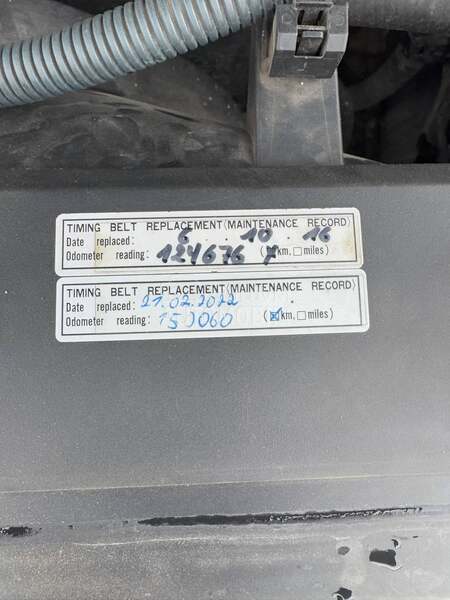 TIMING BELT REPLACEMENT(MAINTENANCE RECORD)
Date replaced: 6 . 10 . 16
Odometer reading: 124676 (☑km, ☐miles)
TIMING BELT REPLACEMENT(MAINTENANCE RECORD)
Date replaced: 21.02.2022
Odometer reading: 150060 (☑km, ☐miles)